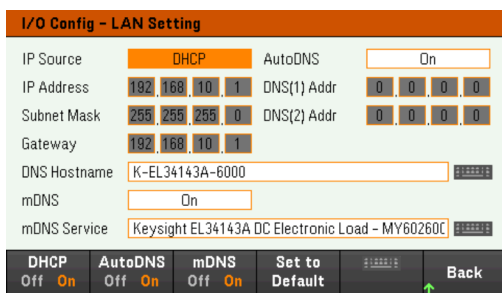 I/O Config - LAN Setting
IP Source DHCP AutoDNS On
IP Address 192.168.10.1 DNS(1) Addr 0.0.0.0
Subnet Mask 255.255.255.0 DNS(2) Addr 0.0.0.0
Gateway 192.168.10.1
DNS Hostname K-EL34143A-6000
mDNS On
mDNS Service Keysight EL34143A DC Electronic Load - MY60260C
DHCP AutoDNS mDNS Set to
Off On Off On Off On Default Back